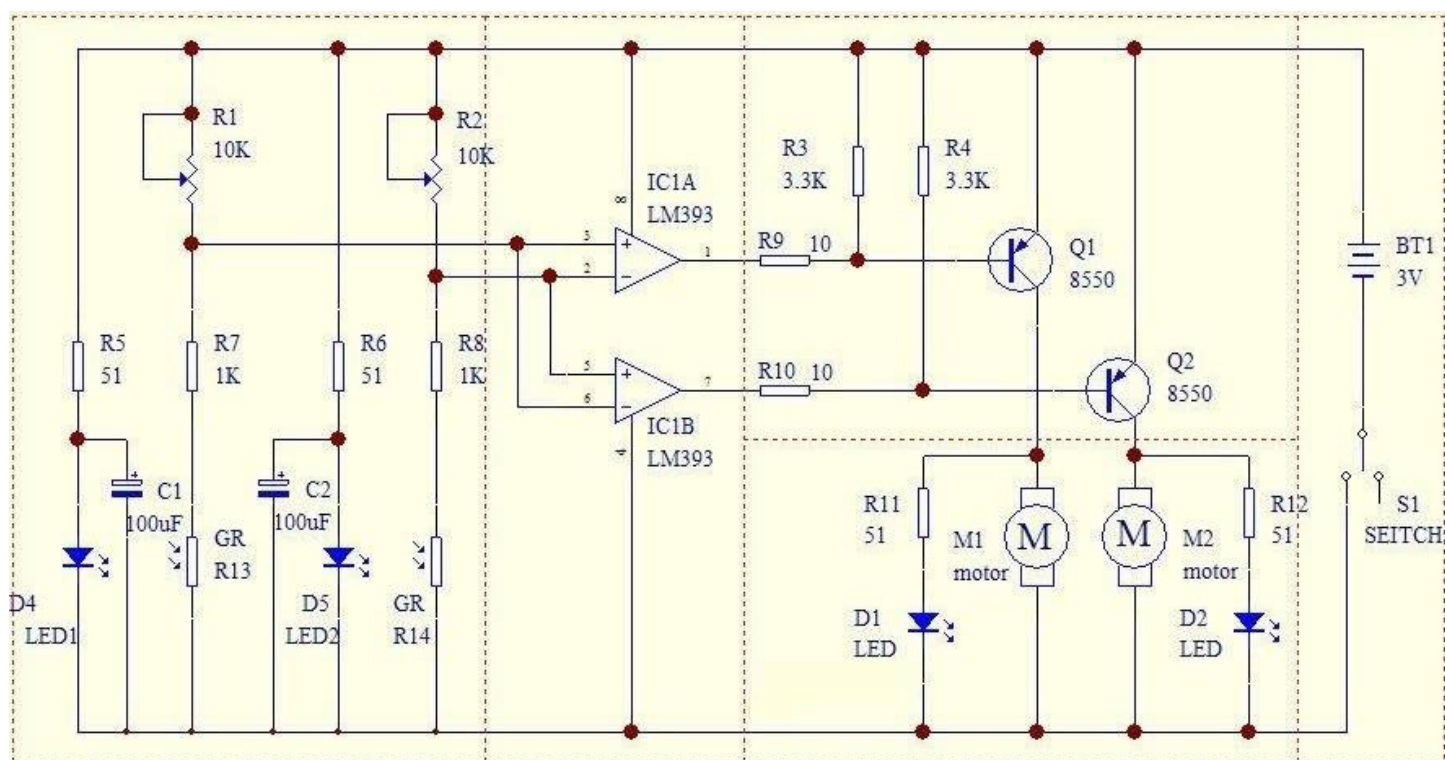 R1
10K
R2
10K
R3
3.3K
R4
3.3K
8
IC1A
LM393
3
2
1
R9 10
Q1
8550
BT1
3V
R5
51
R7
1K
R6
51
R8
1K
5
6
7
R10 10
Q2
8550
IC1B
LM393
4
C1
100uF
C2
100uF
GR
R13
D4
LED1
D5
LED2
GR
R14
R11
51
M
M1
motor
M
M2
motor
R12
51
S1
SEITCH
D1
LED
D2
LED
+
−
+
−
+
+